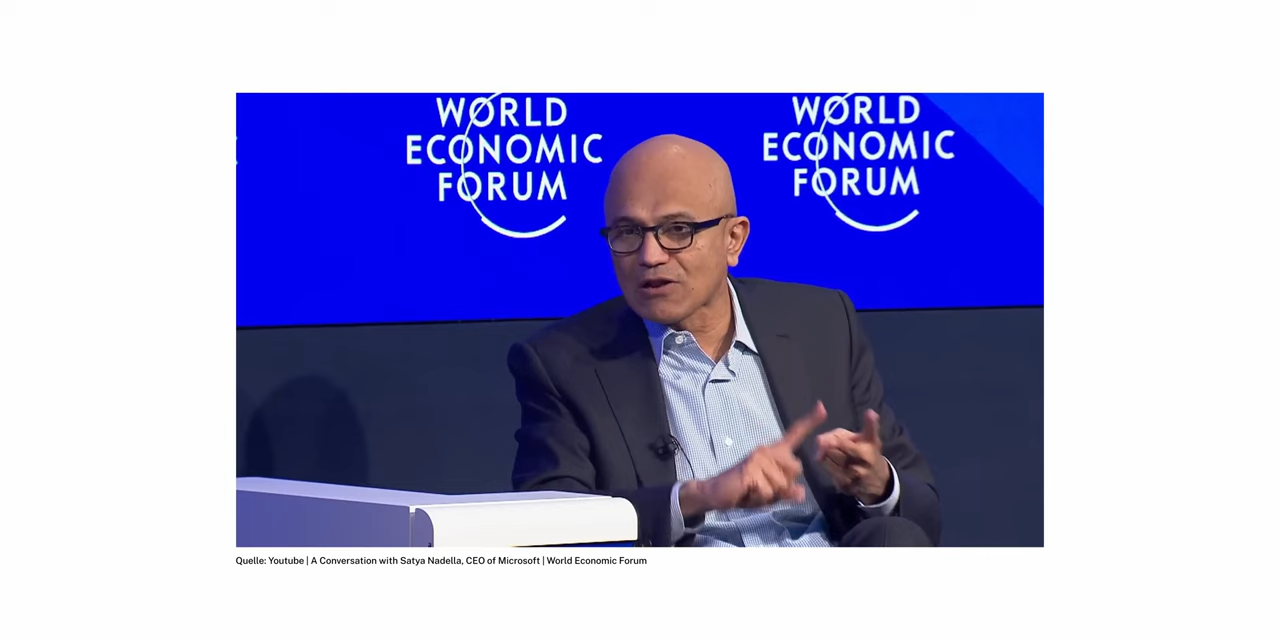 WORLD
ECONOMIC
FORUM
WORLD
ECONOMIC
FORUM
Quelle: Youtube | A Conversation with Satya Nadella, CEO of Microsoft | World Economic Forum